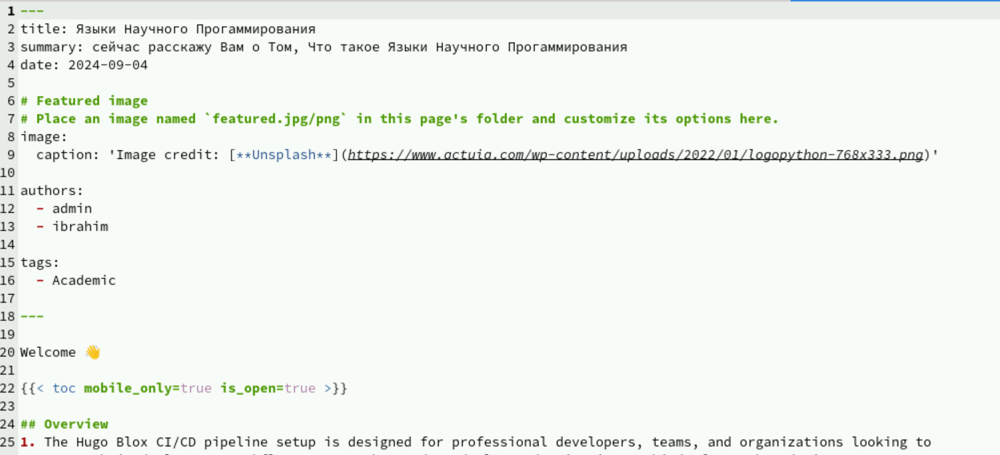 1 ---
2 title: Языки Научного Прогаммирования
3 summary: сейчас расскажу Вам о Том, Что такое Языки Научного Прогаммирования
4 date: 2024-09-04
5
6 # Featured image
7 # Place an image named `featured.jpg/png` in this page's folder and customize its options here.
8 image:
9   caption: 'Image credit: [**Unsplash**](https://www.actuia.com/wp-content/uploads/2022/01/logopython-768x333.png)'
10
11 authors:
12   - admin
13   - ibrahim
14
15 tags:
16   - Academic
17
18 ---
19
20 Welcome 👋
21
22 {{< toc mobile_only=true is_open=true >}}
23
24 ## Overview
25 1. The Hugo Blox CI/CD pipeline setup is designed for professional developers, teams, and organizations looking to